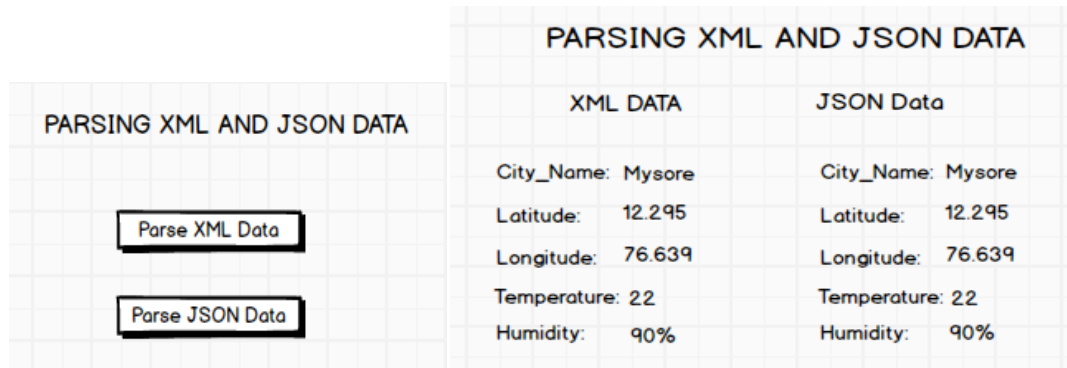 PARSING XML AND JSON DATA
Parse XML Data
Parse JSON Data
PARSING XML AND JSON DATA
XML DATA
City_Name: Mysore
Latitude: 12.295
Longitude: 76.639
Temperature: 22
Humidity: 90%
JSON Data
City_Name: Mysore
Latitude: 12.295
Longitude: 76.639
Temperature: 22
Humidity: 90%